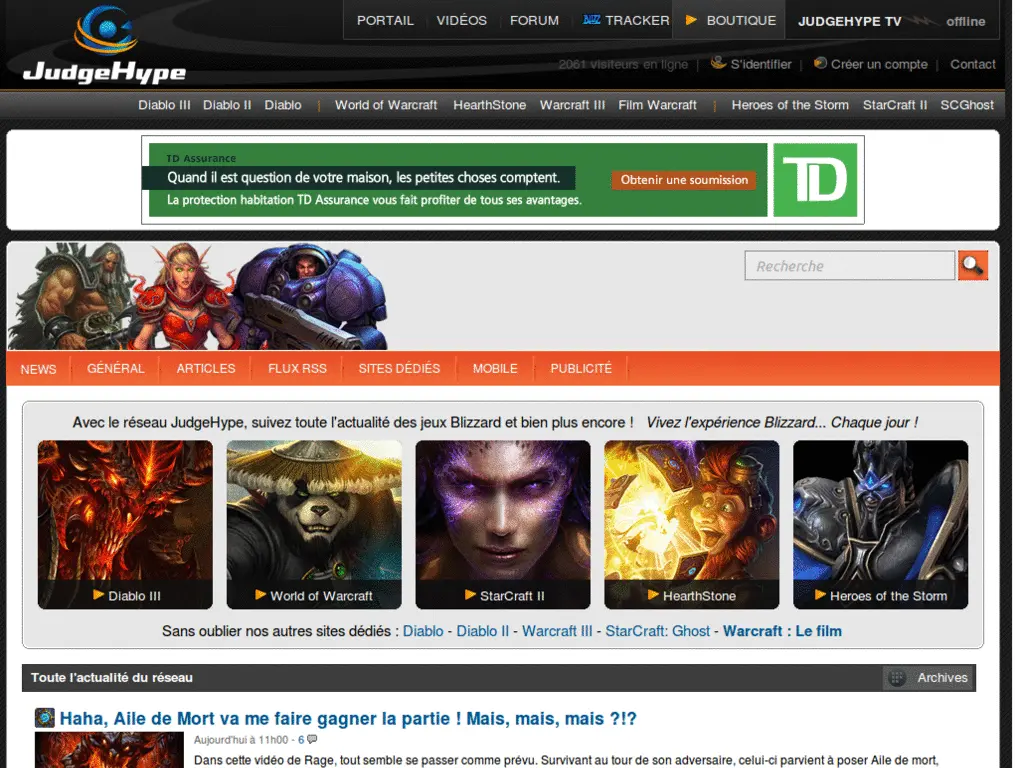 PORTAIL VIDÉOS FORUM TRACKER BOUTIQUE JUDGEHYPE TV offline
JudgeHype
2061 visiteurs en ligne | S'identifier | Créer un compte | Contact
Diablo III Diablo II Diablo | World of Warcraft HearthStone Warcraft III Film Warcraft | Heroes of the Storm StarCraft II SCGhost
TD Assurance
Quand il est question de votre maison, les petites choses comptent.
La protection habitation TD Assurance vous fait profiter de tous ses avantages.
Obtenir une soumission
TD
Recherche
NEWS GÉNÉRAL ARTICLES FLUX RSS SITES DÉDIÉS MOBILE PUBLICITÉ
Avec le réseau JudgeHype, suivez toute l'actualité des jeux Blizzard et bien plus encore ! Vivez l'expérience Blizzard... Chaque jour !
Diablo III World of Warcraft StarCraft II HearthStone Heroes of the Storm
Sans oublier nos autres sites dédiés : Diablo - Diablo II - Warcraft III - StarCraft: Ghost - Warcraft : Le film
Toute l'actualité du réseau Archives
Haha, Aile de Mort va me faire gagner la partie ! Mais, mais, mais ?!?
Aujourd'hui à 11h00 - 6
Dans cette vidéo de Rage, tout semble se passer comme prévu. Survivant au tour de son adversaire, celui-ci parvient à poser Aile de mort,